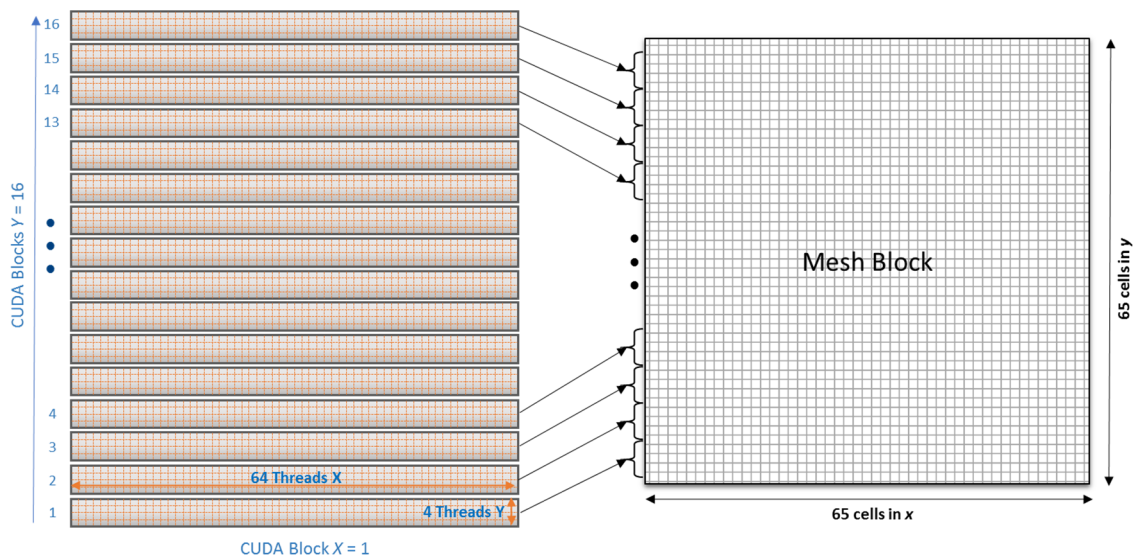 16
15
14
13
CUDA Blocks Y = 16
4
3
2
1
64 Threads X
4 Threads Y
CUDA Block X = 1
Mesh Block
65 cells in y
65 cells in x